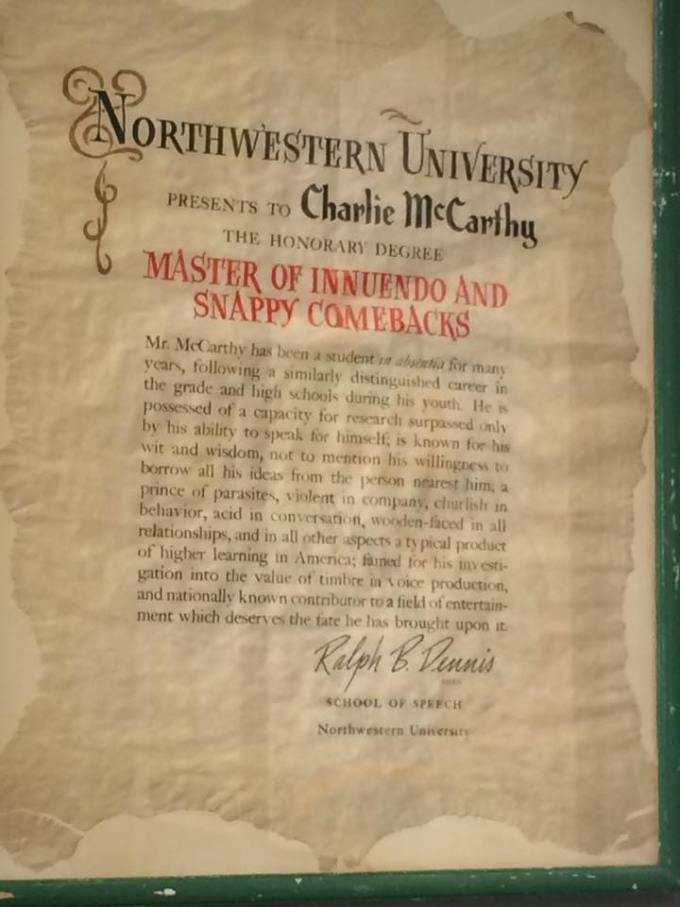 NORTHWESTERN UNIVERSITY
PRESENTS TO Charlie McCarthy
THE HONORARY DEGREE
MASTER OF INNUENDO AND
SNAPPY COMEBACKS
Mr. McCarthy has been a student in absentia for many
years, following a similarly distinguished career in
the grade and high schools during his youth. He is
possessed of a capacity for research surpassed only
by his ability to speak for himself; is known for his
wit and wisdom, not to mention his willingness to
borrow all his ideas from the person nearest him; a
prince of parasites, violent in company, churlish in
behavior, acid in conversation, wooden-faced in all
relationships, and in all other aspects a typical product
of higher learning in America; famed for his investi-
gation into the value of timbre in voice production,
and nationally known contributor to a field of entertain-
ment which deserves the fate he has brought upon it.
Ralph B. Dennis
SCHOOL OF SPEECH
Northwestern University